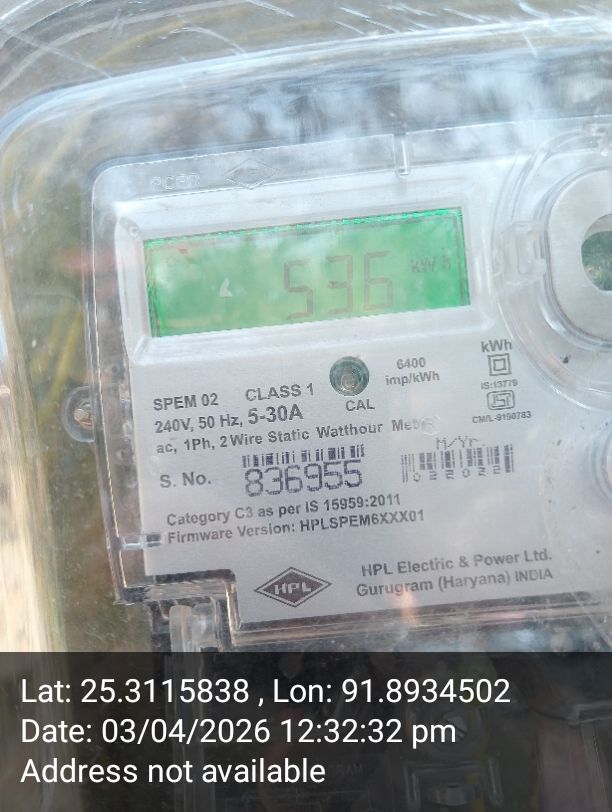 536 kWh
6400
imp/kWh
kWh
IS:13779
CM/L-9190783
SPEM 02 CLASS 1
CAL
240V, 50 Hz, 5-30A
ac, 1Ph, 2 Wire Static Watthour Meter
M/Yr.
S. No. 836955
022022
Category C3 as per IS 15959:2011
Firmware Version: HPLSPEM6XXX01
HPL
HPL Electric & Power Ltd.
Gurugram (Haryana) INDIA
Lat: 25.3115838 , Lon: 91.8934502
Date: 03/04/2026 12:32:32 pm
Address not available